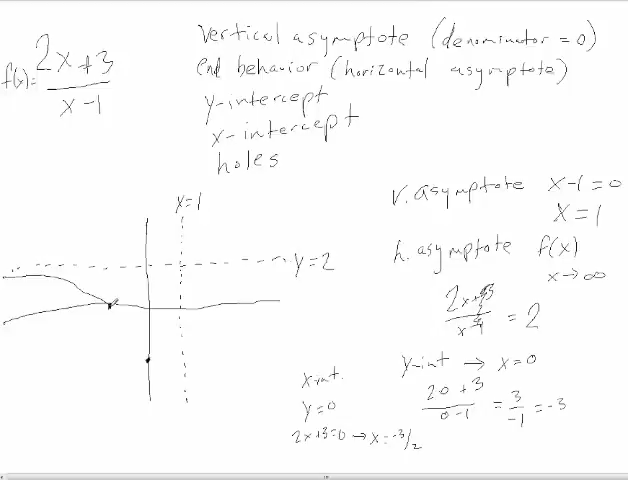 f(x)= 2x+3
x-1
vertical asymptote (denominator = 0)
end behavior (horizontal asymptote)
y-intercept
x-intercept
holes
x=1
y=2
v. asymptote x-1=0
x=1
h. asymptote f(x)
x→∞
2x+3
x-1 = 2
y-int → x=0
20+3
0-1 = 3
-1 = -3
x-int.
y=0
2x+3=0 → x=-3/2